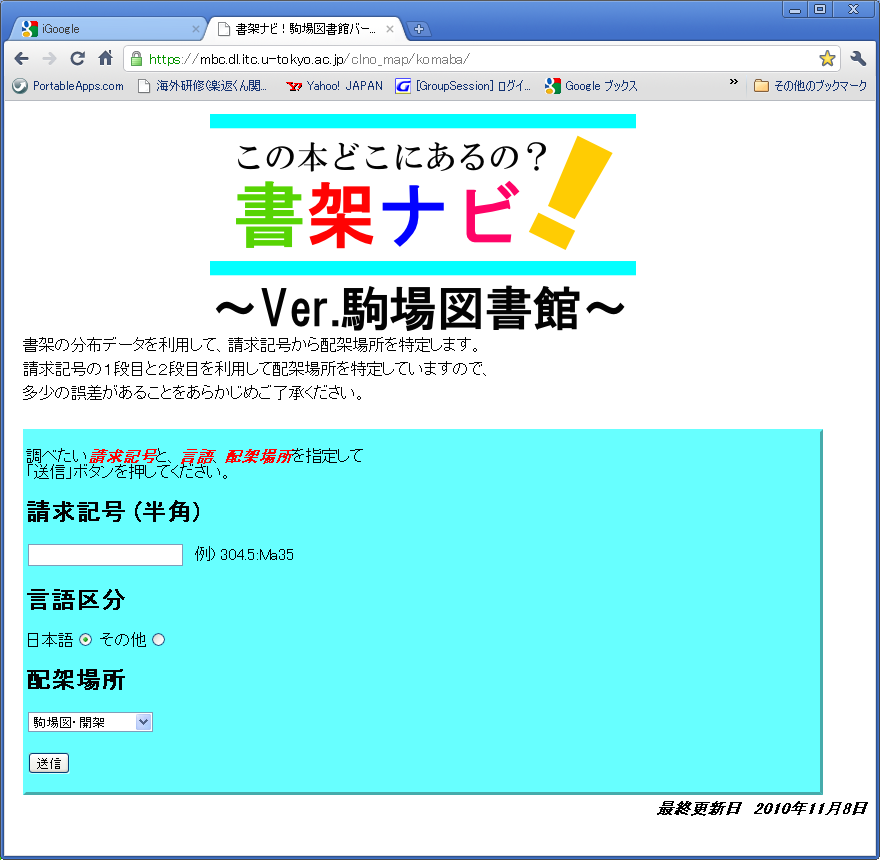 iGoogle
書架ナビ！駒場図書館バー...
https://mbc.dl.itc.u-tokyo.ac.jp/clno_map/komaba/
PortableApps.com 海外研修(楽返くん関... Yahoo! JAPAN [GroupSession] ログイ... Google ブックス » その他のブックマーク
この本どこにあるの？
書架ナビ！
～Ver.駒場図書館～
書架の分布データを利用して、請求記号から配架場所を特定します。
請求記号の１段目と２段目を利用して配架場所を特定していますので、
多少の誤差があることをあらかじめご了承ください。
調べたい請求記号と、言語、配架場所を指定して
「送信」ボタンを押してください。
請求記号 (半角)
例) 304.5:Ma35
言語区分
日本語 その他
配架場所
駒場図・開架
送信
最終更新日 2010年11月8日